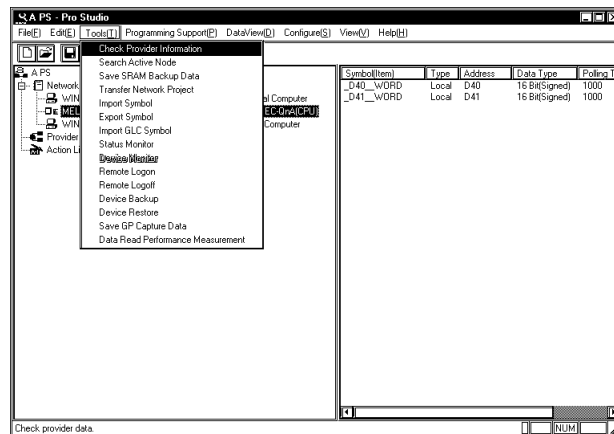 A PS - Pro Studio
File(F) Edit(E) Tools(T) Programming Support(P) DataView(D) Configure(S) View(V) Help(H)
Check Provider Information
Search Active Node
Save SRAM Backup Data
Transfer Network Project
Import Symbol
Export Symbol
Import GLC Symbol
Status Monitor
Device Monitor
Remote Logon
Remote Logoff
Device Backup
Device Restore
Save GP Capture Data
Data Read Performance Measurement
A PS
Network
WIN
al Computer
MEL
EC-QnA(CPU)
WIN
Computer
Provider
Action Li
Symbol(Item) Type Address Data Type Polling T
_D40__WORD Local D40 16 Bit(Signed) 1000
_D41__WORD Local D41 16 Bit(Signed) 1000
Check provider data.
NUM